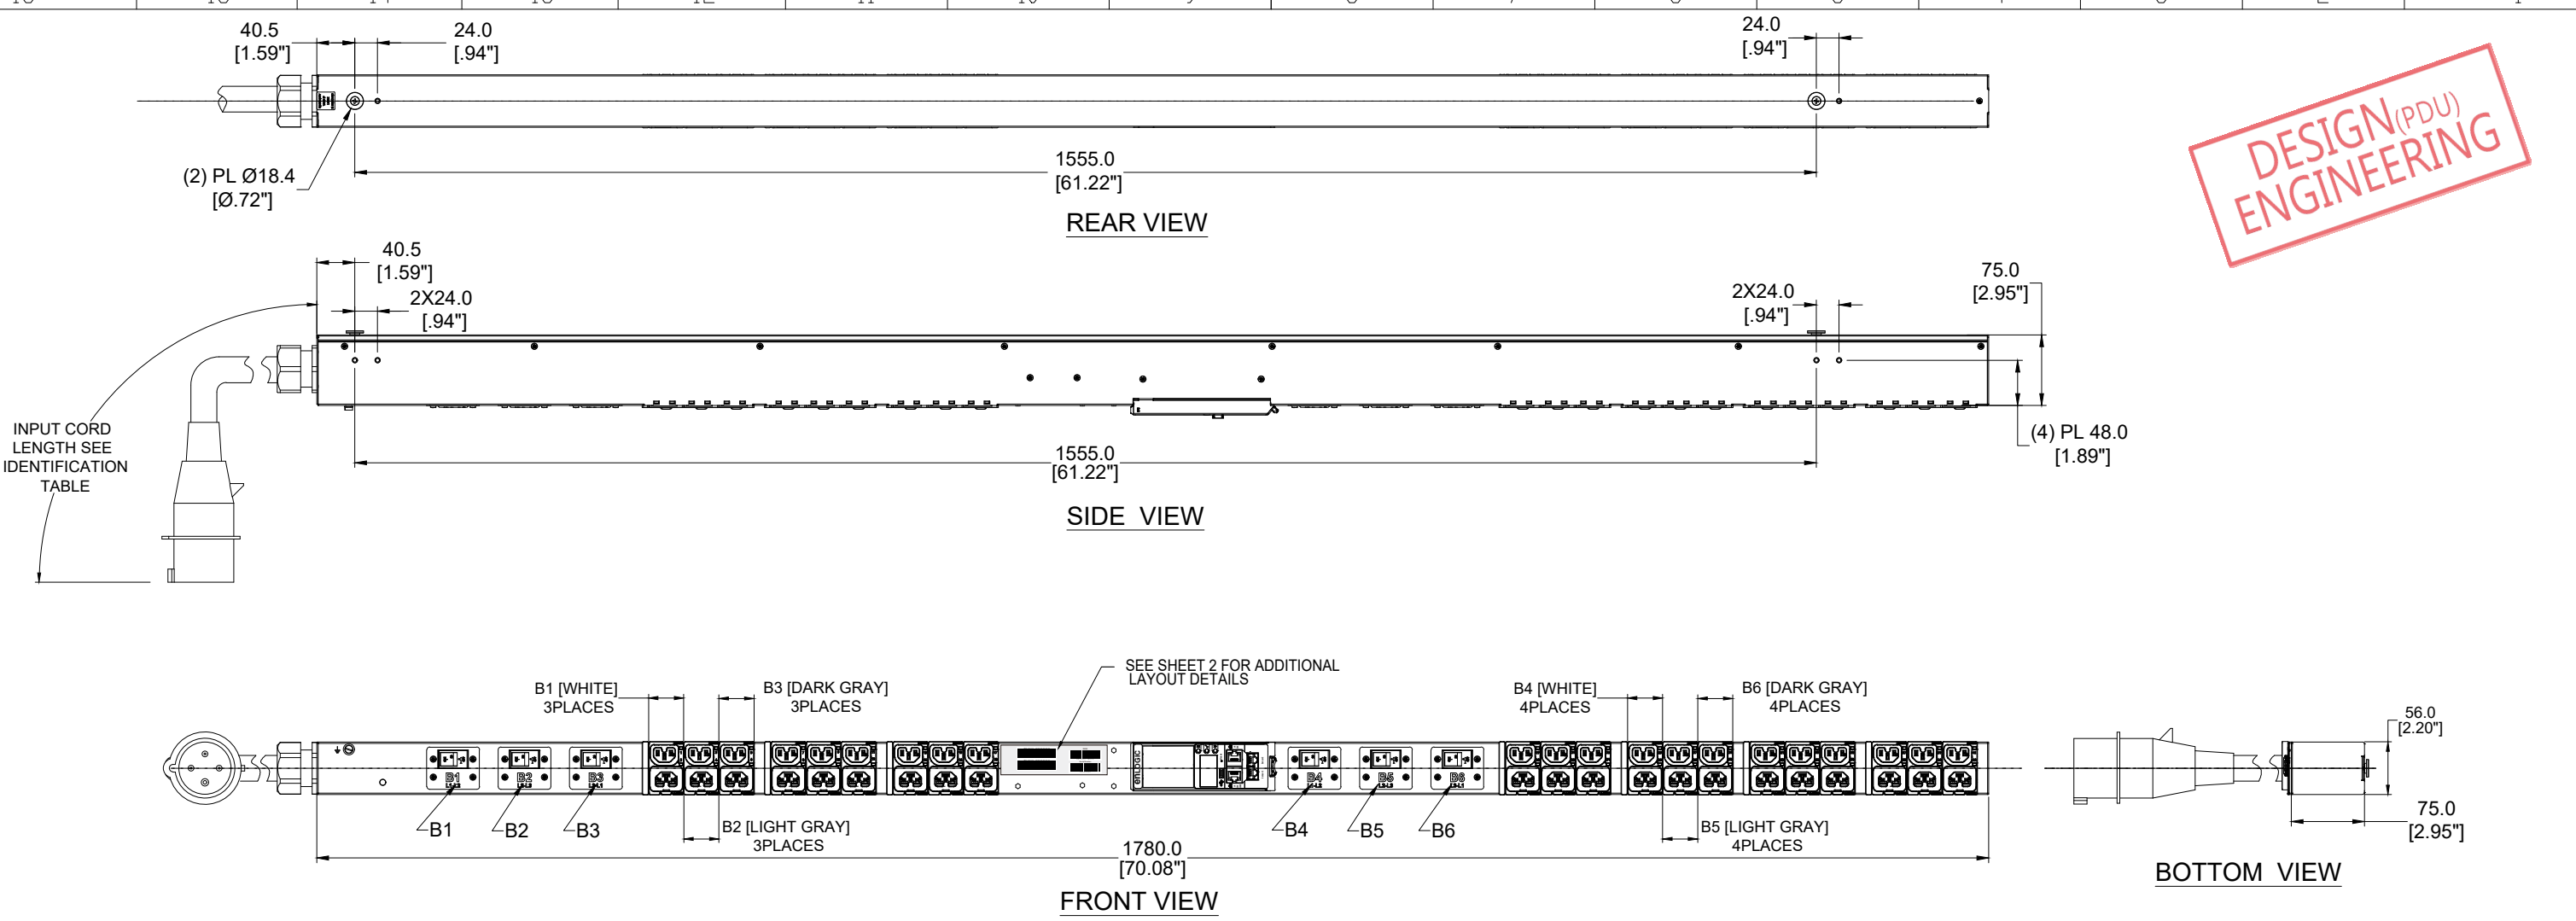 40.5
[1.59"]
24.0
[.94"]
24.0
[.94"]
(2) PL Ø18.4
[Ø.72"]
1555.0
[61.22"]
REAR VIEW
DESIGN(PDU)
ENGINEERING
40.5
[1.59"]
2X24.0
[.94"]
2X24.0
[.94"]
75.0
[2.95"]
INPUT CORD
LENGTH SEE
IDENTIFICATION
TABLE
(4) PL 48.0
[1.89"]
1555.0
[61.22"]
SIDE VIEW
SEE SHEET 2 FOR ADDITIONAL
LAYOUT DETAILS
B1 [WHITE]
3PLACES
B3 [DARK GRAY]
3PLACES
B4 [WHITE]
4PLACES
B6 [DARK GRAY]
4PLACES
56.0
[2.20"]
B1
B2
B3
enlogic
B4
B5
B6
B1
B2
B3
B2 [LIGHT GRAY]
3PLACES
B4
B5
B6
B5 [LIGHT GRAY]
4PLACES
75.0
[2.95"]
1780.0
[70.08"]
FRONT VIEW
BOTTOM VIEW